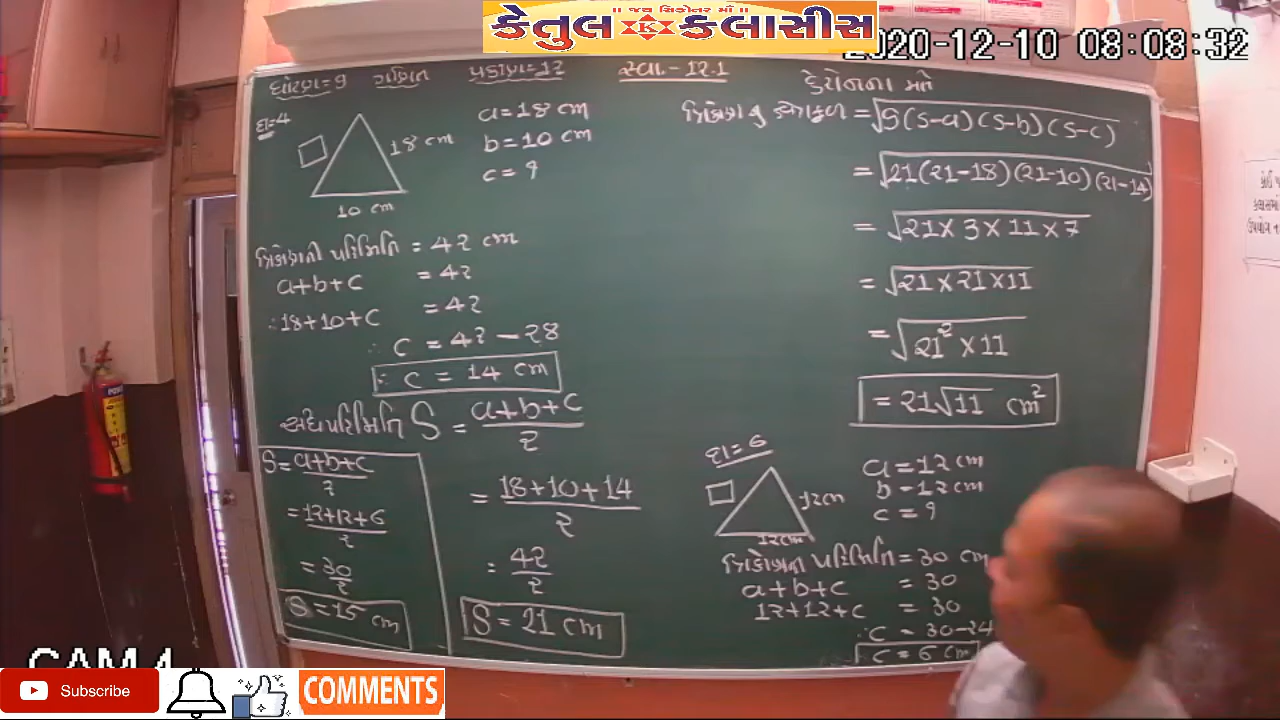 ॥ જય સિકોતર માઁ ॥
કેતુલ K કલાસીસ
2020-12-10 08:08:32
ધોરણ=9 ગણિત પ્રકરણ=12 સ્વા.-12.1
દા=4
18 cm
10 cm
a=18 cm
b=10 cm
c=?
ત્રિકોણની પરિમિતિ = 42 cm
a+b+c = 42
∴18+10+c = 42
∴ c = 42-28
∴ c = 14 cm
અર્ધપરિમિતિ S = a+b+c / 2
= 18+10+14 / 2
= 42 / 2
S = 21 cm
S = a+b+c / 2
= 12+12+6 / 2
= 30 / 2
S = 15 cm
હેરોનના મતે
ત્રિકોણનું ક્ષેત્રફળ = √S(S-a)(S-b)(S-c)
= √21(21-18)(21-10)(21-14)
= √21×3×11×7
= √21×21×11
= √21²×11
= 21√11 cm²
દા=6
12cm
12cm
a=12 cm
b=12 cm
c=?
ત્રિકોણની પરિમિતિ = 30 cm
a+b+c = 30
12+12+c = 30
∴c = 30-24
c = 6 cm
CAM 4
Subscribe
COMMENTS